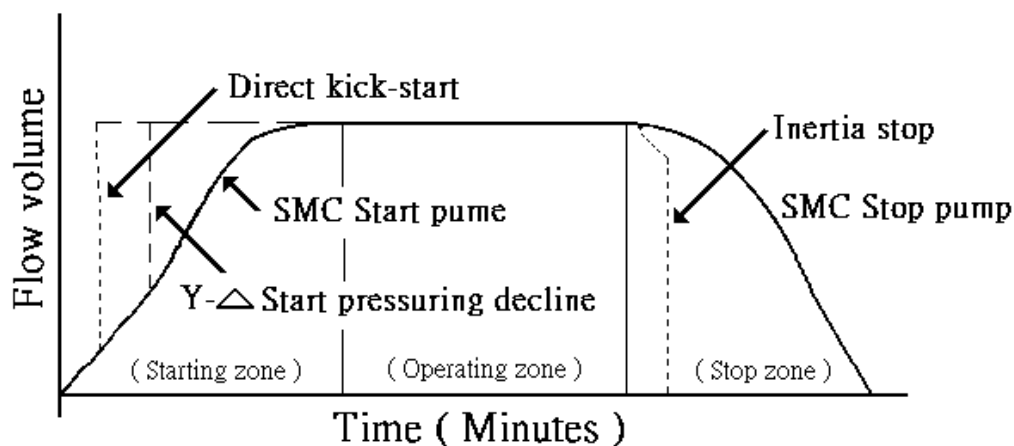 Flow volume
Direct kick-start
SMC Start pume
Y-△ Start pressuring decline
Inertia stop
SMC Stop pump
( Starting zone )
( Operating zone )
( Stop zone )
Time ( Minutes )